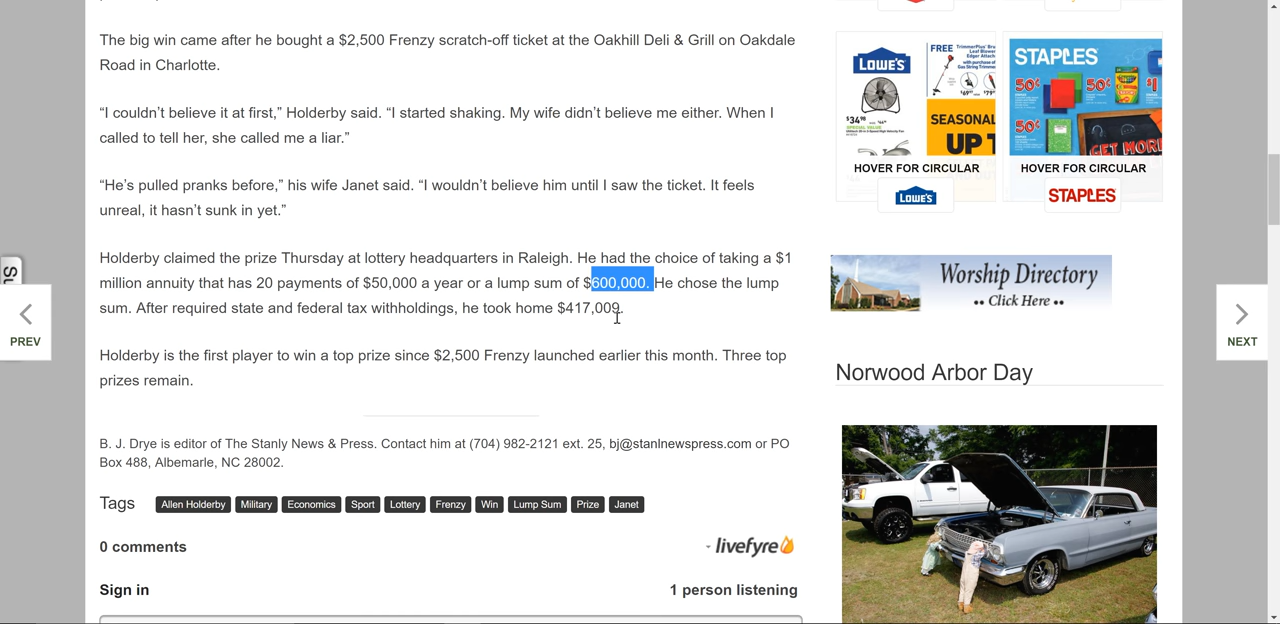 The big win came after he bought a $2,500 Frenzy scratch-off ticket at the Oakhill Deli & Grill on Oakdale
Road in Charlotte.
“I couldn’t believe it at first,” Holderby said. “I started shaking. My wife didn’t believe me either. When I
called to tell her, she called me a liar.”
“He’s pulled pranks before,” his wife Janet said. “I wouldn’t believe him until I saw the ticket. It feels
unreal, it hasn’t sunk in yet.”
Holderby claimed the prize Thursday at lottery headquarters in Raleigh. He had the choice of taking a $1
million annuity that has 20 payments of $50,000 a year or a lump sum of $600,000. He chose the lump
sum. After required state and federal tax withholdings, he took home $417,009.
Holderby is the first player to win a top prize since $2,500 Frenzy launched earlier this month. Three top
prizes remain.
B. J. Drye is editor of The Stanly News & Press. Contact him at (704) 982-2121 ext. 25, bj@stanlnewspress.com or PO
Box 488, Albemarle, NC 28002.
Tags Allen Holderby Military Economics Sport Lottery Frenzy Win Lump Sum Prize Janet
0 comments
livefyre
Sign in
1 person listening
PREV
NEXT
LOWE'S
FREE
$34.98
SEASONAL
UP T
HOVER FOR CIRCULAR
LOWE'S
STAPLES
50¢
50¢
$1
50¢
GET MOR
HOVER FOR CIRCULAR
STAPLES
Worship Directory
•• Click Here ••
Norwood Arbor Day